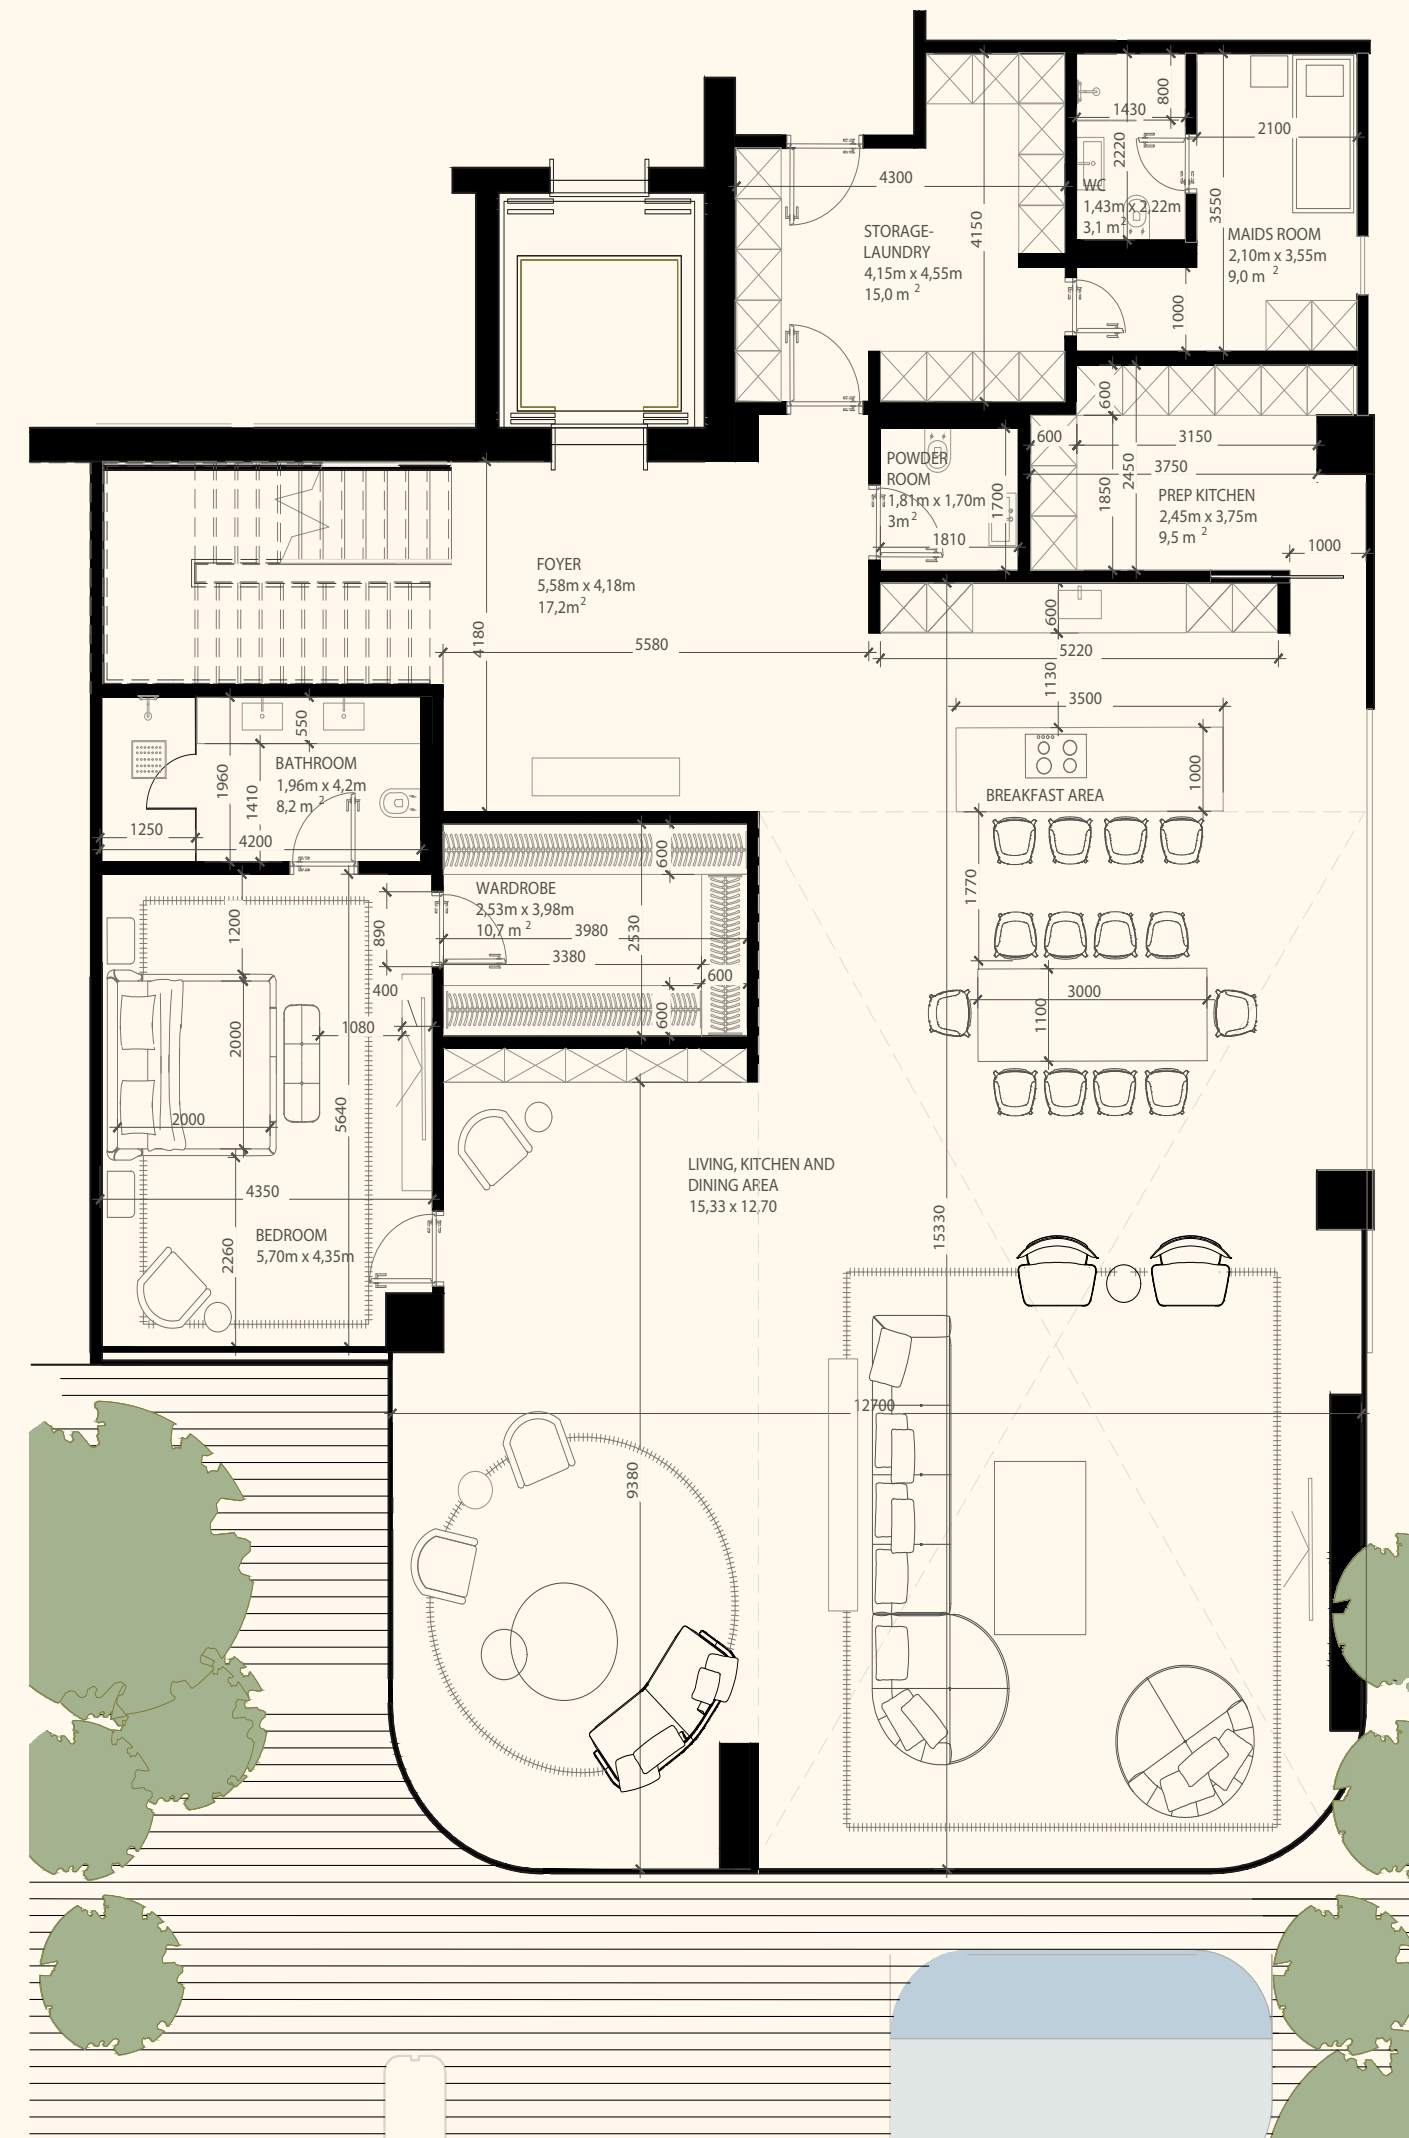 800
1430
2220
2100
WC
1,43m x 2,22m
3,1 m²
3550
MAIDS ROOM
2,10m x 3,55m
9,0 m ²
1000
4300
4150
STORAGE-
LAUNDRY
4,15m x 4,55m
15,0 m ²
600
600
3150
3750
2450
1850
PREP KITCHEN
2,45m x 3,75m
9,5 m ²
1000
POWDER
ROOM
1,81m x 1,70m
3m²
1700
1810
FOYER
5,58m x 4,18m
17,2m²
4180
5580
600
5220
1130
3500
1000
BREAKFAST AREA
550
BATHROOM
1,96m x 4,2m
8,2 m ²
1960
1410
1250
4200
600
WARDROBE
2,53m x 3,98m
10,7 m ²
3980
2530
3380
600
600
1770
3000
1100
1200
890
400
1080
2000
2000
5640
4350
BEDROOM
5,70m x 4,35m
2260
LIVING, KITCHEN AND
DINING AREA
15,33 x 12,70
15330
12700
9380